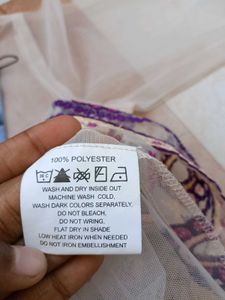 100% POLYESTER
WASH AND DRY INSIDE OUT
MACHINE WASH COLD,
WASH DARK COLORS SEPARATELY,
DO NOT BLEACH,
DO NOT WRING,
FLAT DRY IN SHADE
LOW HEAT IRON WHEN NEEDED
DO NOT IRON EMBELLISHMENT